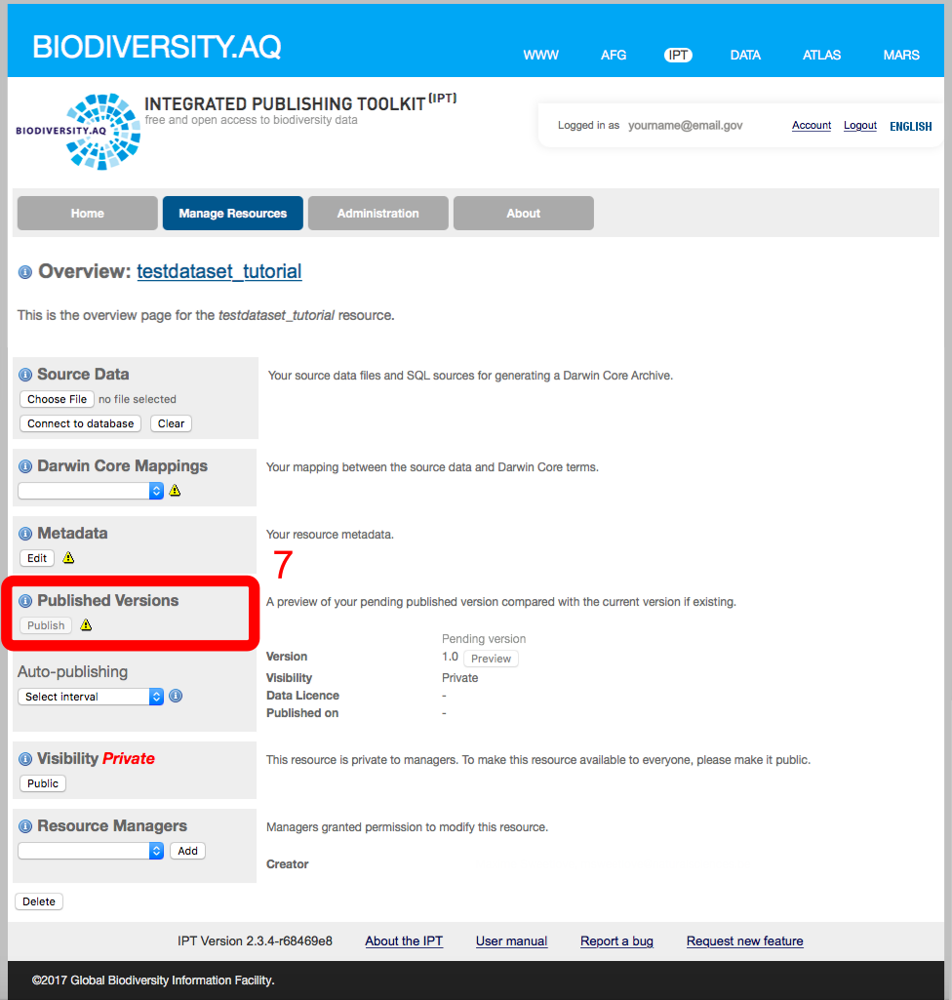 BIODIVERSITY.AQ
WWW AFG IPT DATA ATLAS MARS
BIODIVERSITY.AQ
INTEGRATED PUBLISHING TOOLKIT (IPT)
free and open access to biodiversity data
Logged in as yourname@email.gov Account Logout ENGLISH
Home Manage Resources Administration About
Overview: testdataset_tutorial
This is the overview page for the testdataset_tutorial resource.
Source Data
Your source data files and SQL sources for generating a Darwin Core Archive.
Choose File no file selected
Connect to database Clear
Darwin Core Mappings
Your mapping between the source data and Darwin Core terms.
Metadata
Your resource metadata.
Edit
7
Published Versions
A preview of your pending published version compared with the current version if existing.
Publish
Pending version
Version 1.0 Preview
Visibility Private
Data Licence -
Published on -
Auto-publishing
Select interval
Visibility Private
This resource is private to managers. To make this resource available to everyone, please make it public.
Public
Resource Managers
Managers granted permission to modify this resource.
Add
Creator
Delete
IPT Version 2.3.4-r68469e8 About the IPT User manual Report a bug Request new feature
©2017 Global Biodiversity Information Facility.